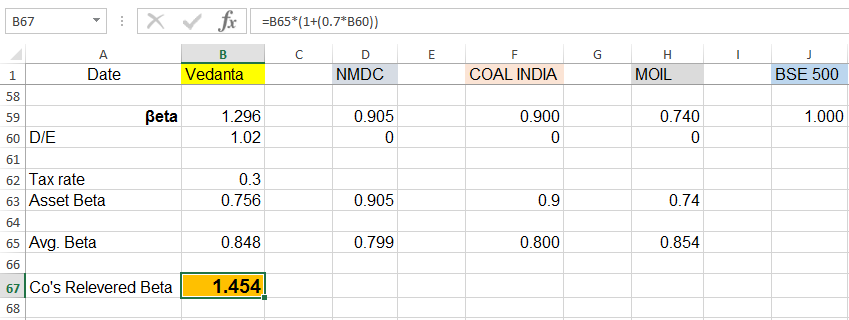 B67 fx =B65*(1+(0.7*B60))
A B C D E F G H I J
1 Date Vedanta NMDC COAL INDIA MOIL BSE 500
58
59 βeta 1.296 0.905 0.900 0.740 1.000
60 D/E 1.02 0 0 0
61
62 Tax rate 0.3
63 Asset Beta 0.756 0.905 0.9 0.74
64
65 Avg. Beta 0.848 0.799 0.800 0.854
66
67 Co's Relevered Beta 1.454
68